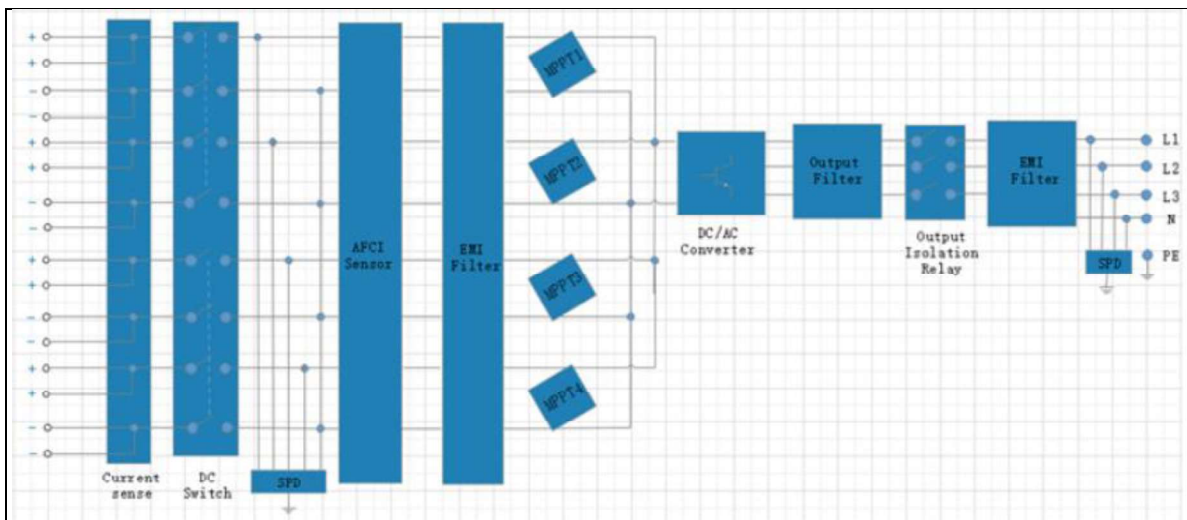 +
+
-
-
+
+
-
-
+
+
-
-
+
+
-
-
Current
sense
DC
Switch
SPD
AFCI
Sensor
EMI
Filter
MPPT1
MPPT2
MPPT3
MPPT4
DC/AC
Converter
Output
Filter
Output
Isolation
Relay
EMI
Filter
SPD
L1
L2
L3
N
PE